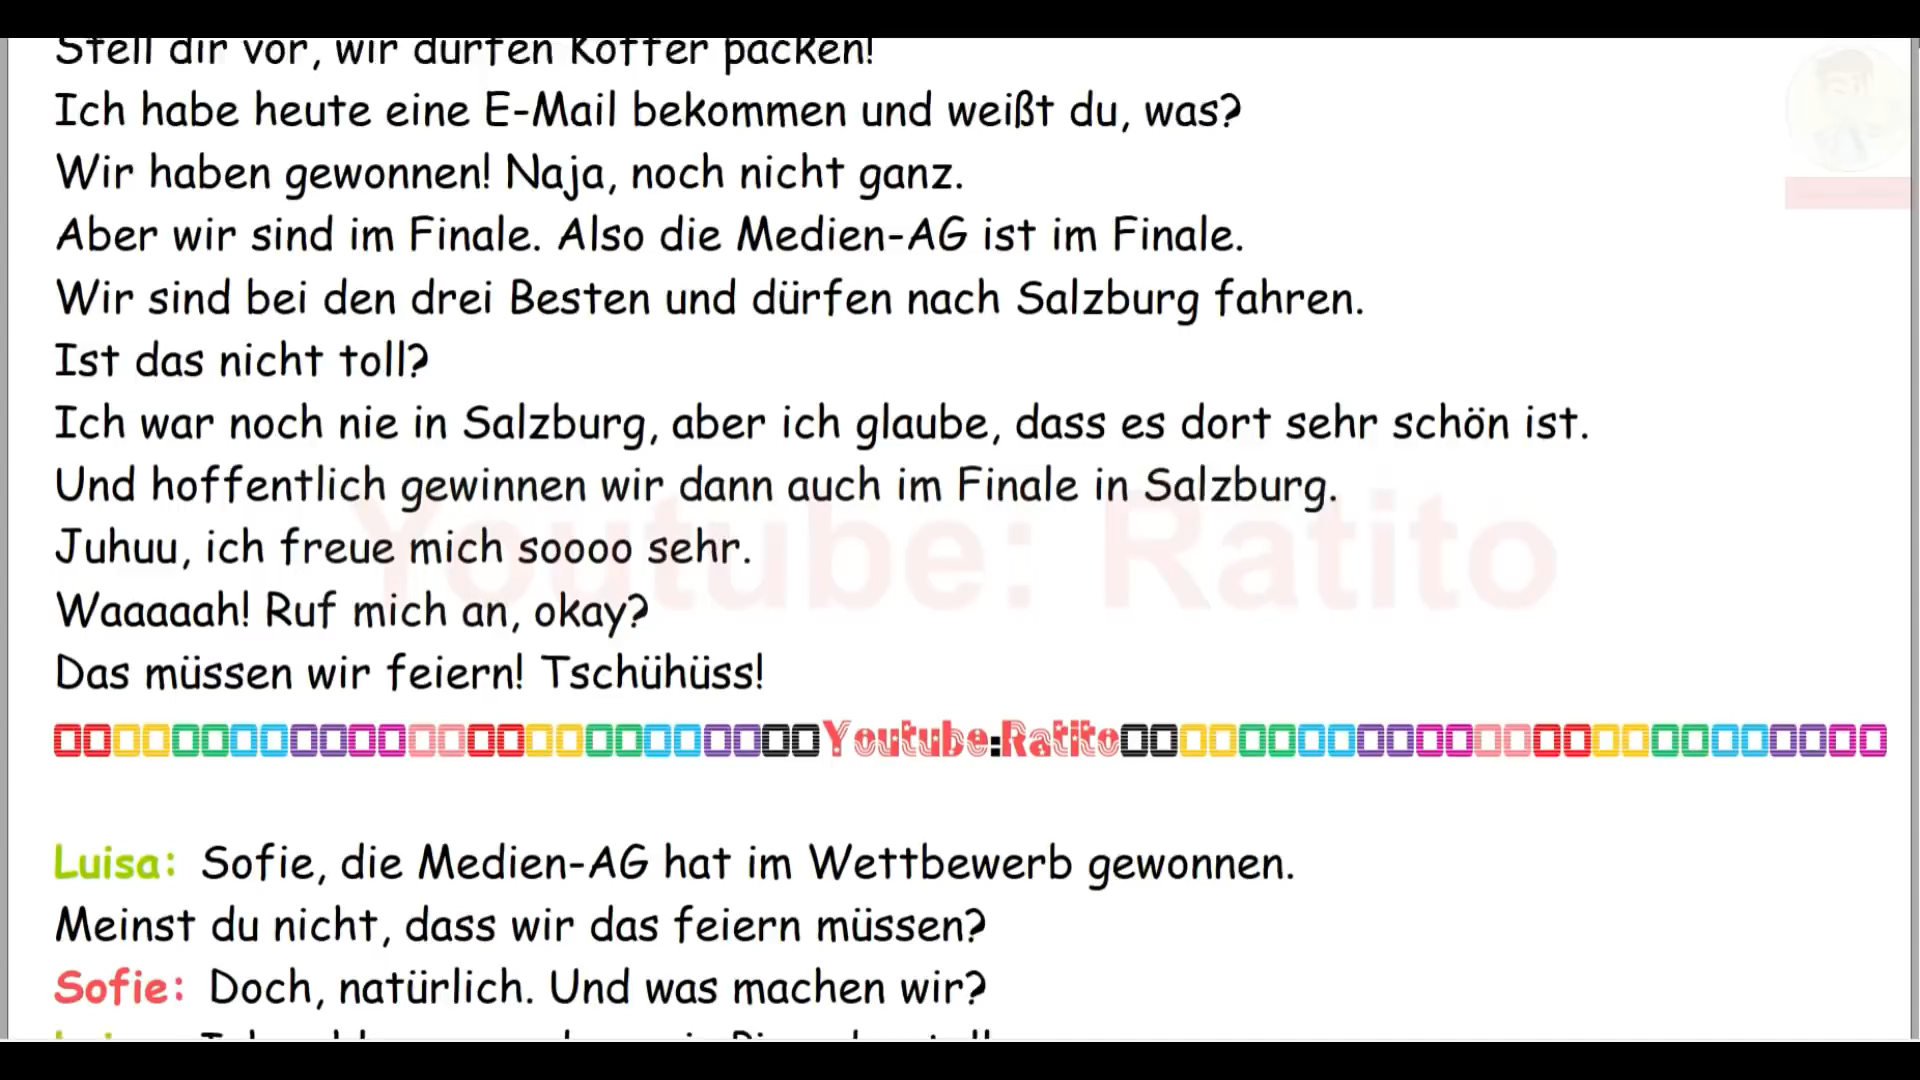 Stell dir vor, wir dürfen Koffer packen!
Ich habe heute eine E-Mail bekommen und weißt du, was?
Wir haben gewonnen! Naja, noch nicht ganz.
Aber wir sind im Finale. Also die Medien-AG ist im Finale.
Wir sind bei den drei Besten und dürfen nach Salzburg fahren.
Ist das nicht toll?
Ich war noch nie in Salzburg, aber ich glaube, dass es dort sehr schön ist.
Und hoffentlich gewinnen wir dann auch im Finale in Salzburg.
Youtube: Ratito
Juhuu, ich freue mich soooo sehr.
Waaaaah! Ruf mich an, okay?
Das müssen wir feiern! Tschühüss!
Youtube:Ratito
Luisa: Sofie, die Medien-AG hat im Wettbewerb gewonnen.
Meinst du nicht, dass wir das feiern müssen?
Sofie: Doch, natürlich. Und was machen wir?